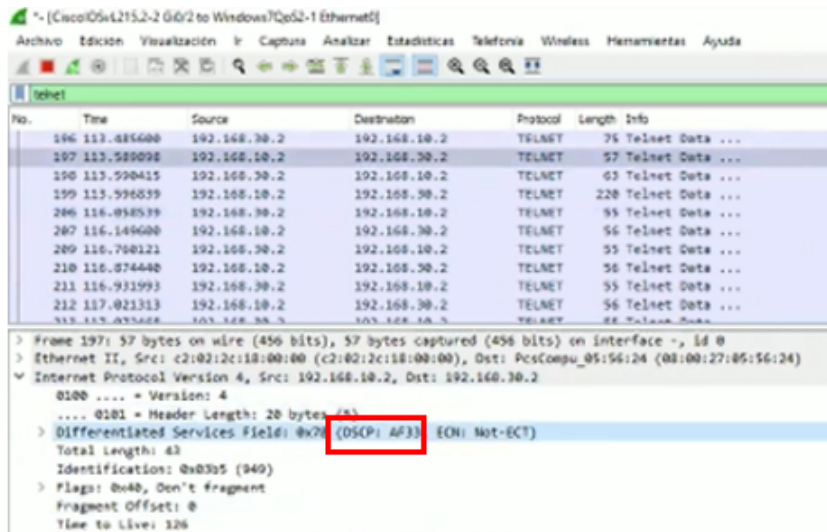 *- [CiscoIOSvL215.2-2 Gi0/2 to Windows7QoS2-1 Ethernet0]
Archivo Edición Visualización Ir Captura Analizar Estadísticas Telefonía Wireless Herramientas Ayuda
telnet
No. Time Source Destination Protocol Length Info
196 113.485600 192.168.30.2 192.168.10.2 TELNET 75 Telnet Data ...
197 113.589098 192.168.10.2 192.168.30.2 TELNET 57 Telnet Data ...
198 113.590415 192.168.30.2 192.168.10.2 TELNET 63 Telnet Data ...
199 113.596839 192.168.10.2 192.168.30.2 TELNET 220 Telnet Data ...
206 116.058539 192.168.30.2 192.168.10.2 TELNET 55 Telnet Data ...
207 116.149600 192.168.10.2 192.168.30.2 TELNET 56 Telnet Data ...
209 116.760121 192.168.30.2 192.168.10.2 TELNET 55 Telnet Data ...
210 116.874440 192.168.10.2 192.168.30.2 TELNET 56 Telnet Data ...
211 116.931993 192.168.30.2 192.168.10.2 TELNET 55 Telnet Data ...
212 117.021313 192.168.10.2 192.168.30.2 TELNET 56 Telnet Data ...
Frame 197: 57 bytes on wire (456 bits), 57 bytes captured (456 bits) on interface -, id 0
Ethernet II, Src: c2:02:2c:18:00:00 (c2:02:2c:18:00:00), Dst: PcsCompu_05:56:24 (08:00:27:05:56:24)
Internet Protocol Version 4, Src: 192.168.10.2, Dst: 192.168.30.2
0100 .... = Version: 4
.... 0101 = Header Length: 20 bytes (5)
Differentiated Services Field: 0x78 (DSCP: AF33, ECN: Not-ECT)
Total Length: 43
Identification: 0x03b5 (949)
Flags: 0x40, Don't fragment
Fragment Offset: 0
Time to Live: 126